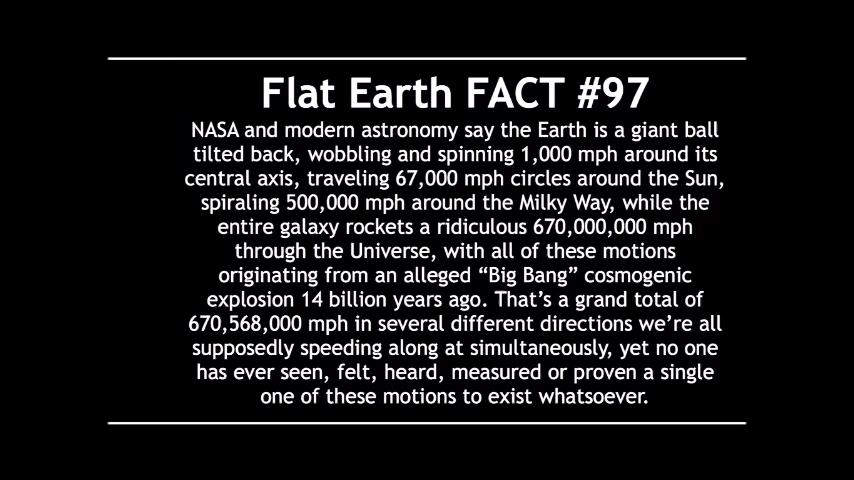 Flat Earth FACT #97
NASA and modern astronomy say the Earth is a giant ball
tilted back, wobbling and spinning 1,000 mph around its
central axis, traveling 67,000 mph circles around the Sun,
spiraling 500,000 mph around the Milky Way, while the
entire galaxy rockets a ridiculous 670,000,000 mph
through the Universe, with all of these motions
originating from an alleged “Big Bang” cosmogenic
explosion 14 billion years ago. That’s a grand total of
670,568,000 mph in several different directions we’re all
supposedly speeding along at simultaneously, yet no one
has ever seen, felt, heard, measured or proven a single
one of these motions to exist whatsoever.